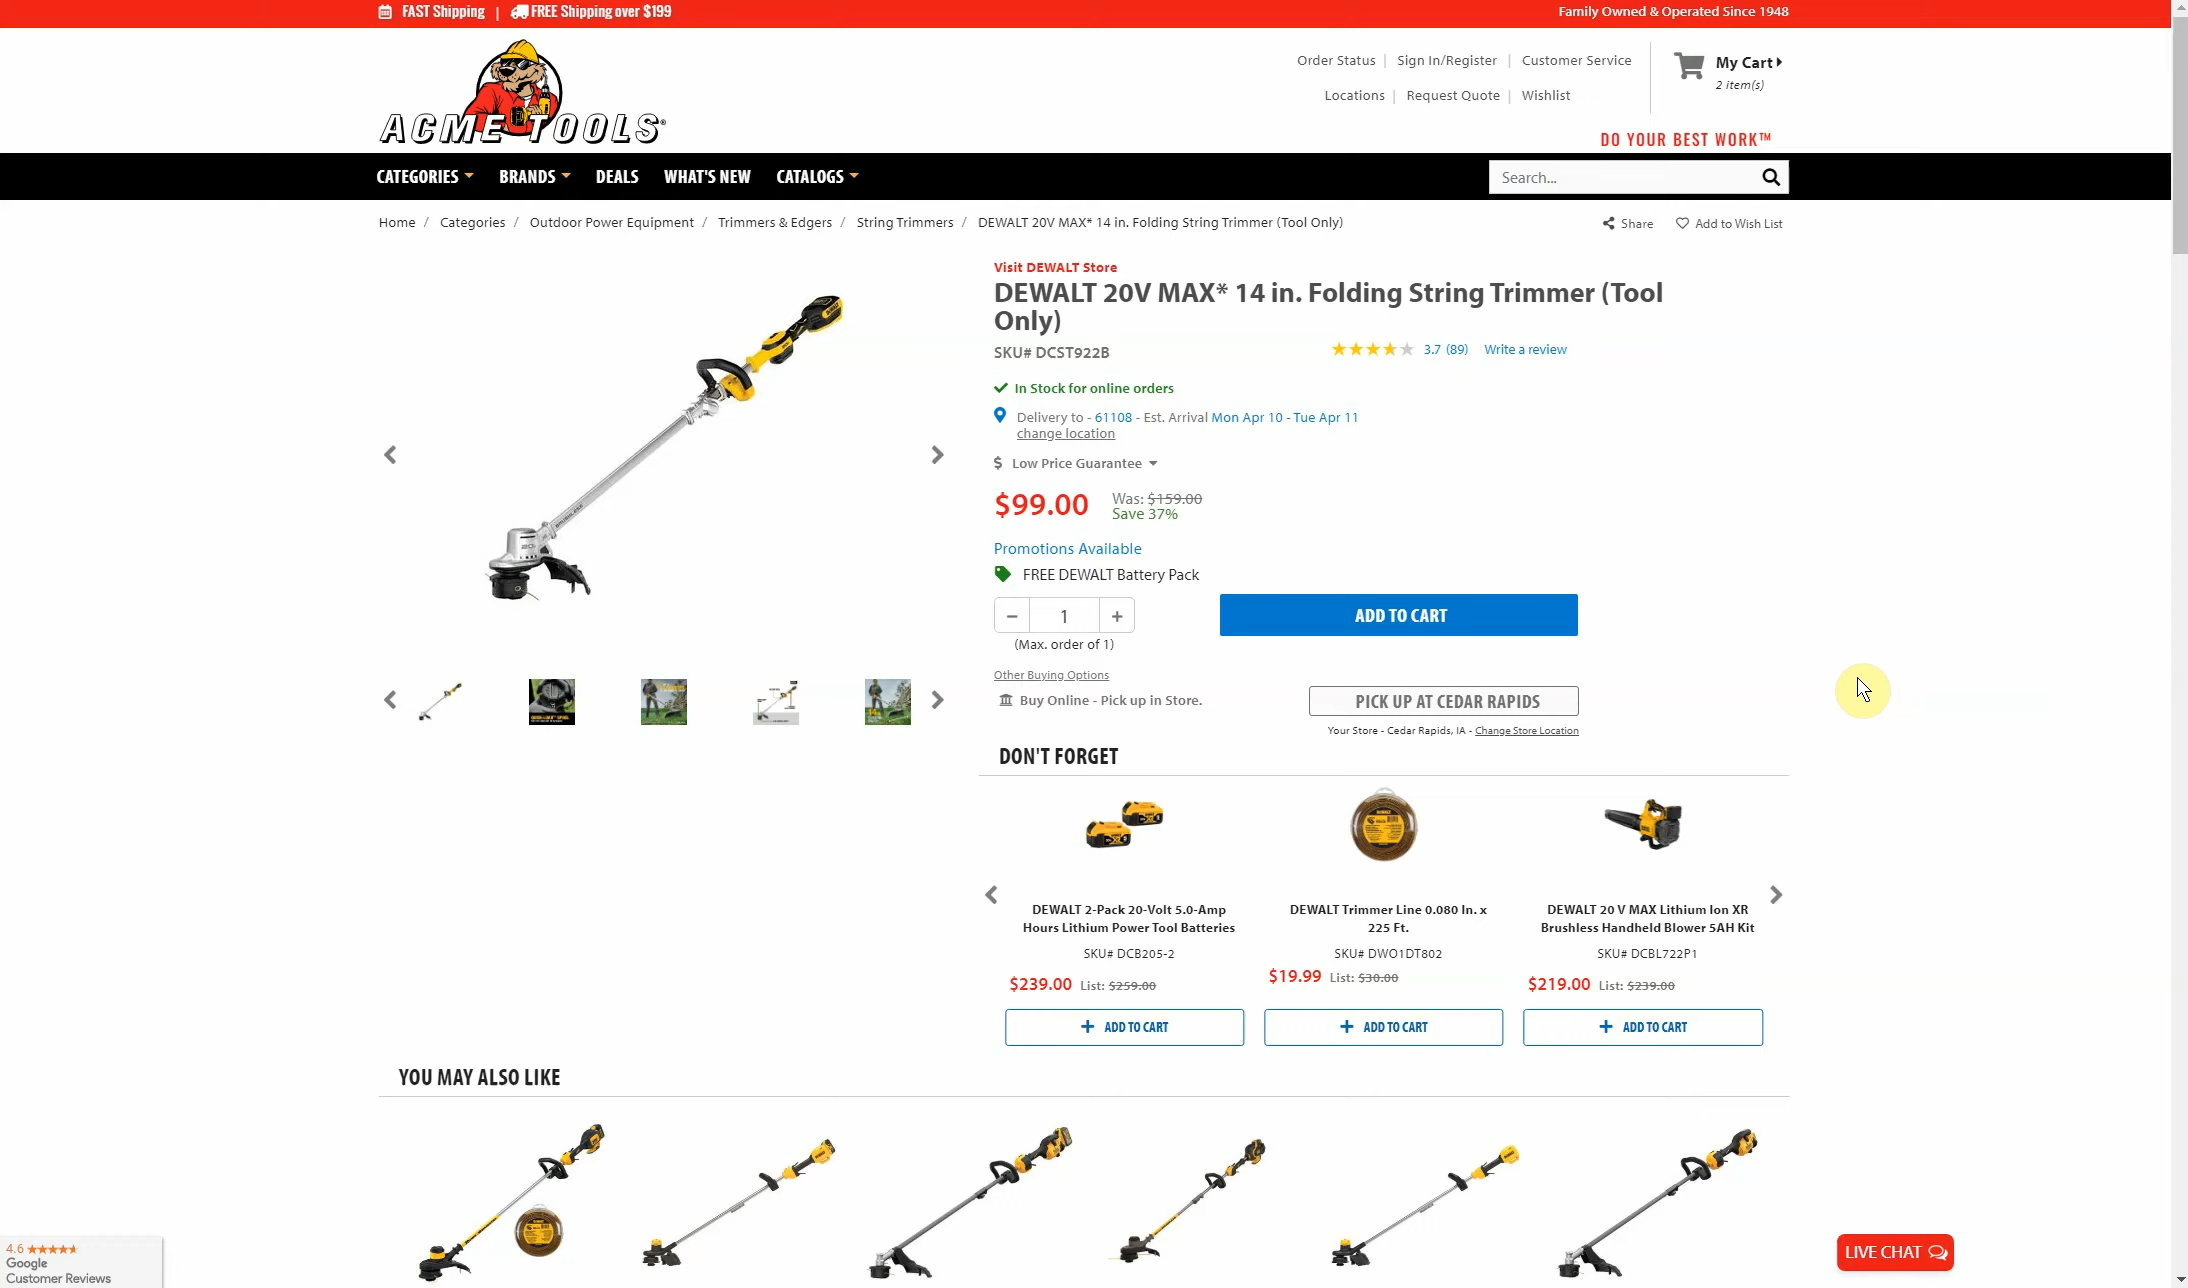 FAST Shipping | FREE Shipping over $199
Family Owned & Operated Since 1948
ACME TOOLS®
Order Status | Sign In/Register | Customer Service
Locations | Request Quote | Wishlist
My Cart
2 item(s)
DO YOUR BEST WORK™
CATEGORIES BRANDS DEALS WHAT'S NEW CATALOGS
Search...
Home / Categories / Outdoor Power Equipment / Trimmers & Edgers / String Trimmers / DEWALT 20V MAX* 14 in. Folding String Trimmer (Tool Only)
Share Add to Wish List
Visit DEWALT Store
DEWALT 20V MAX* 14 in. Folding String Trimmer (Tool
Only)
SKU# DCST922B
3.7 (89) Write a review
In Stock for online orders
Delivery to - 61108 - Est. Arrival Mon Apr 10 - Tue Apr 11
change location
$ Low Price Guarantee
$99.00
Was: $159.00
Save 37%
Promotions Available
FREE DEWALT Battery Pack
− 1 +
ADD TO CART
(Max. order of 1)
Other Buying Options
Buy Online - Pick up in Store.
PICK UP AT CEDAR RAPIDS
Your Store - Cedar Rapids, IA - Change Store Location
DON'T FORGET
DEWALT 2-Pack 20-Volt 5.0-Amp
Hours Lithium Power Tool Batteries
SKU# DCB205-2
$239.00 List: $259.00
ADD TO CART
DEWALT Trimmer Line 0.080 In. x
225 Ft.
SKU# DWO1DT802
$19.99 List: $30.00
ADD TO CART
DEWALT 20 V MAX Lithium Ion XR
Brushless Handheld Blower 5AH Kit
SKU# DCBL722P1
$219.00 List: $239.00
ADD TO CART
YOU MAY ALSO LIKE
4.6
Google
Customer Reviews
LIVE CHAT